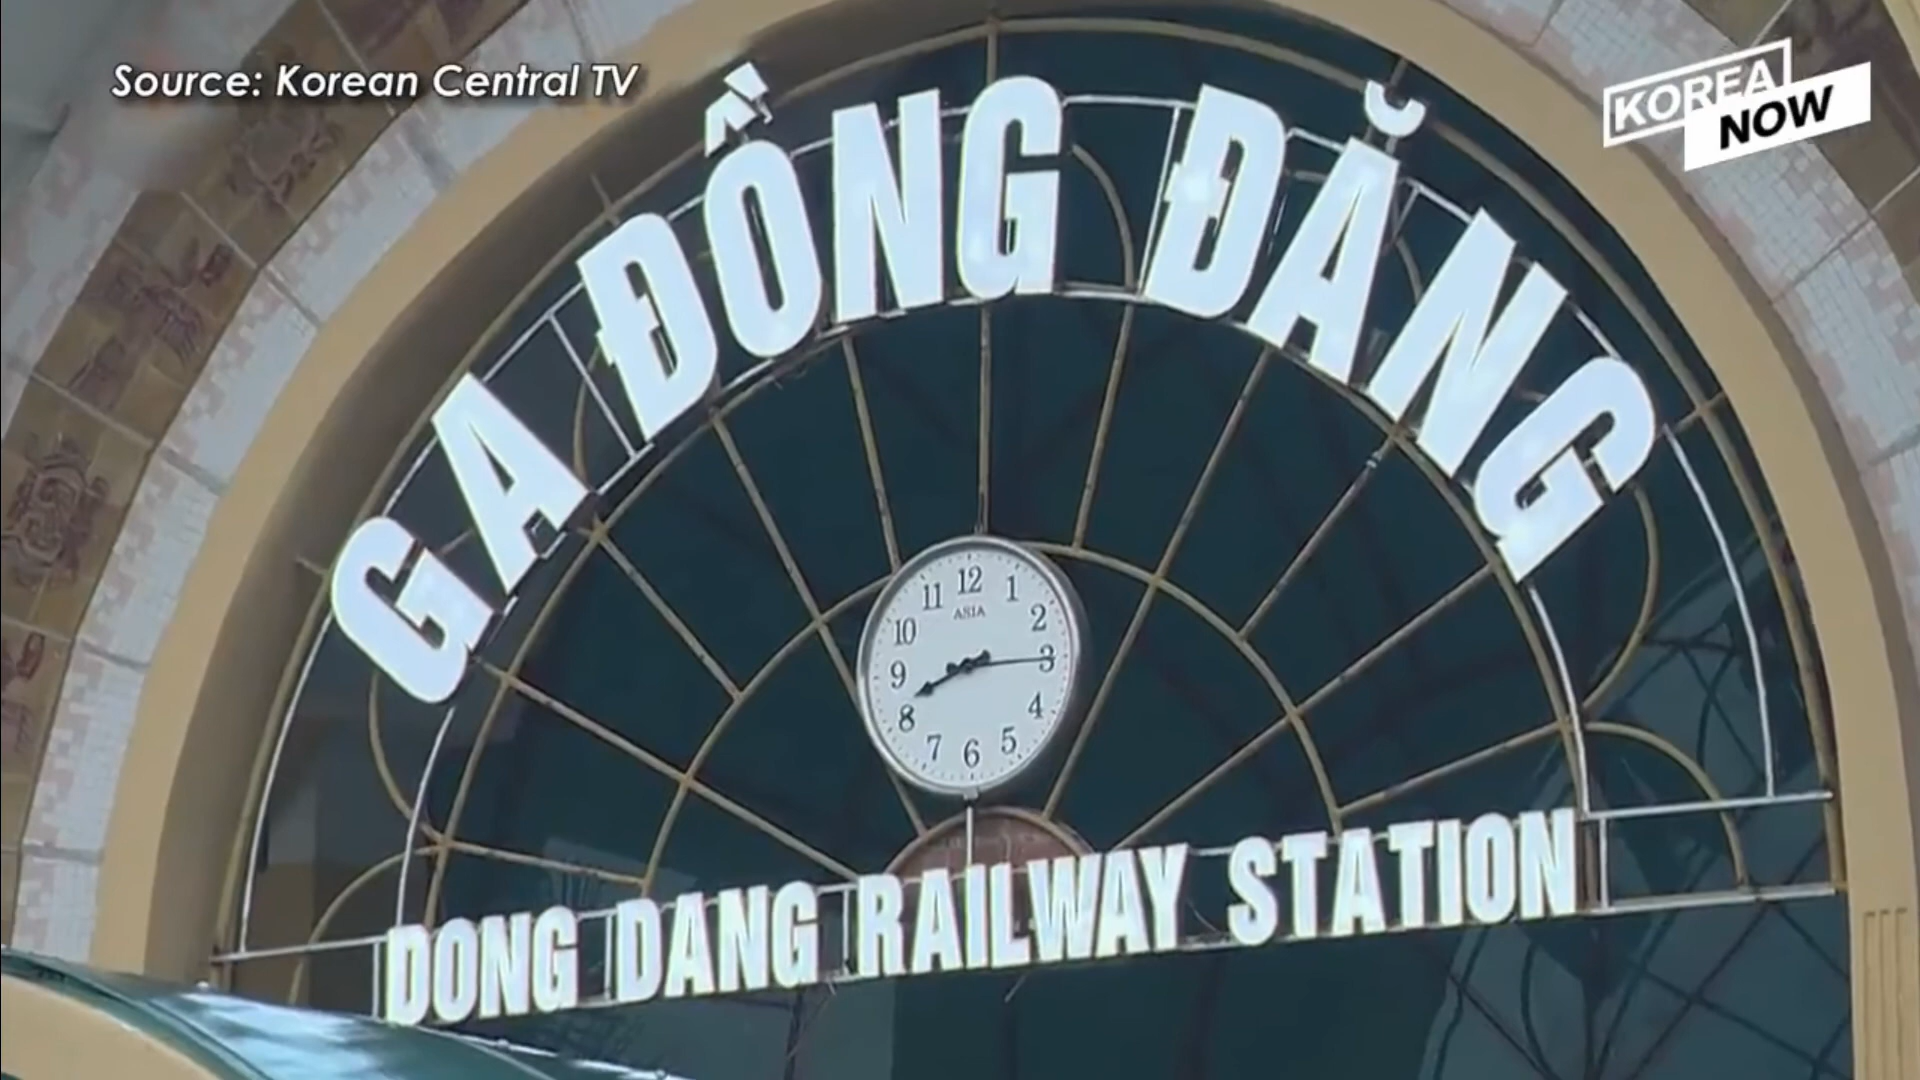 Source: Korean Central TV
KOREA
NOW
GA ĐỒNG ĐĂNG
12
11
1
ASIA
10
2
9
3
8
4
7
5
6
DONG DANG RAILWAY STATION